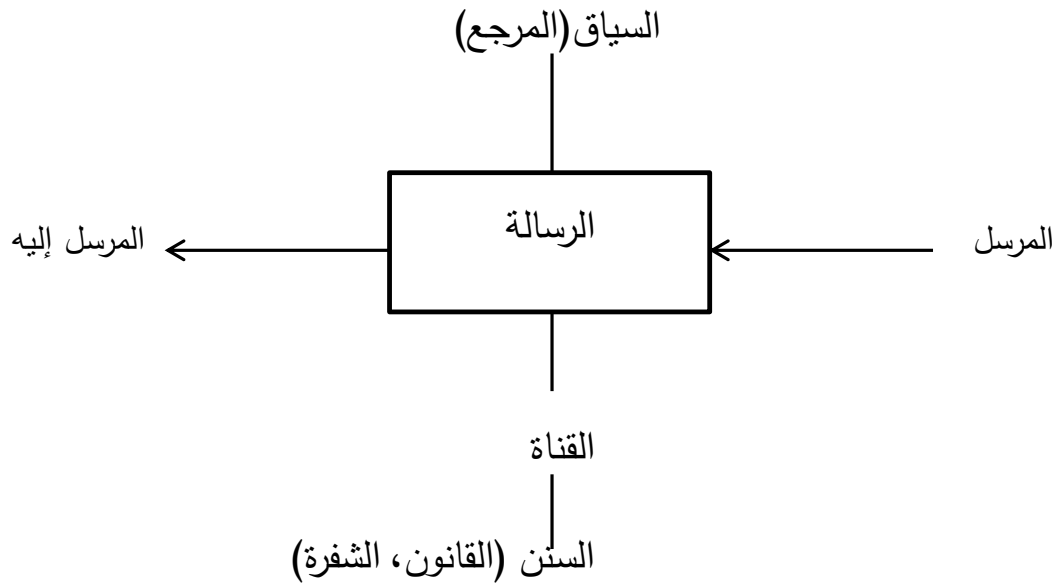 السياق (المرجع)
المرسل
الرسالة
المرسل إليه
القناة
السنن (القانون، الشفرة)